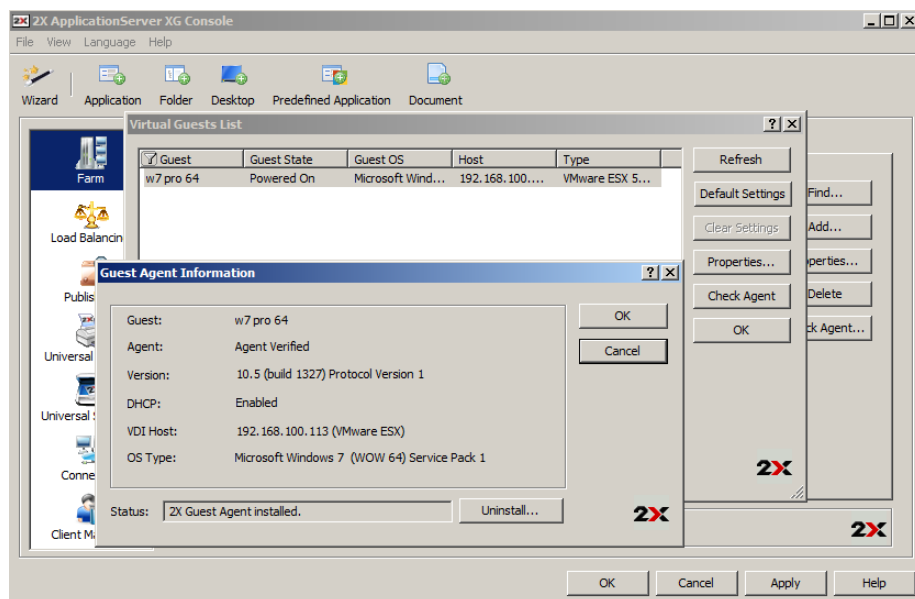 2X 2X ApplicationServer XG Console
File View Language Help
Wizard Application Folder Desktop Predefined Application Document
Virtual Guests List
Guest Guest State Guest OS Host Type
w7 pro 64 Powered On Microsoft Wind... 192.168.100.... VMware ESX 5...
Refresh
Default Settings
Clear Settings
Properties...
Check Agent
OK
2X
Find...
Add...
perties...
Delete
ck Agent...
Farm
Load Balancin
Publis
Universal
Universal
Conne
Client M
Guest Agent Information
Guest: w7 pro 64
Agent: Agent Verified
Version: 10.5 (build 1327) Protocol Version 1
DHCP: Enabled
VDI Host: 192.168.100.113 (VMware ESX)
OS Type: Microsoft Windows 7 (WOW 64) Service Pack 1
OK
Cancel
Status: 2X Guest Agent installed. Uninstall... 2X
2X
OK Cancel Apply Help